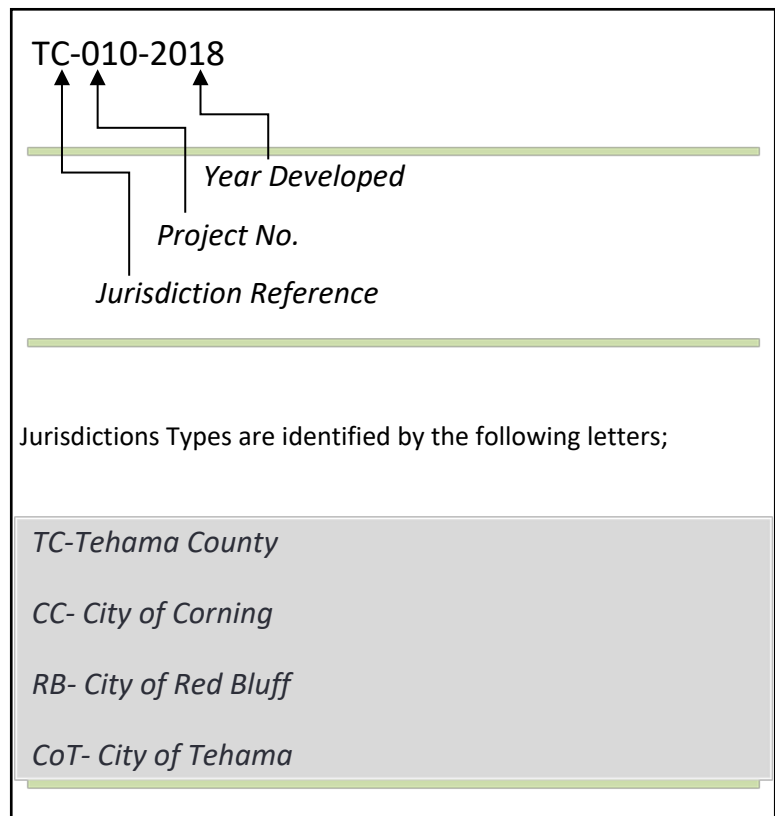 TC-010-2018
Year Developed
Project No.
Jurisdiction Reference
Jurisdictions Types are identified by the following letters;
TC-Tehama County
CC- City of Corning
RB- City of Red Bluff
CoT- City of Tehama